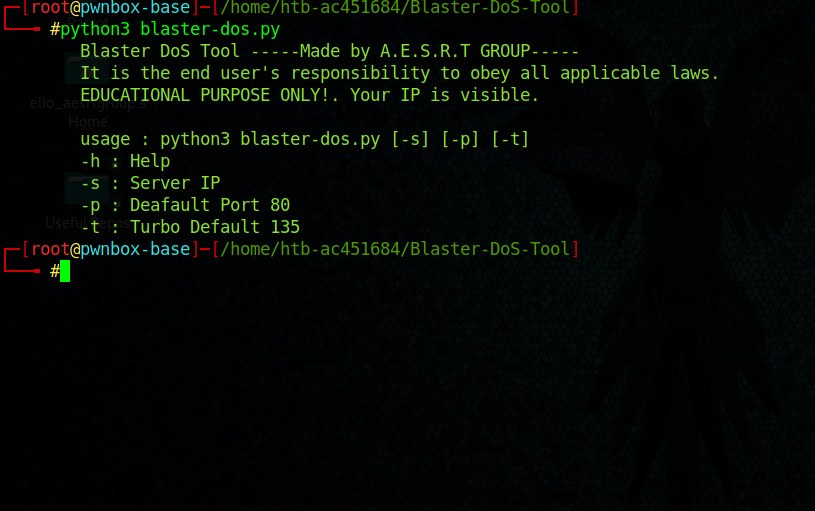 [root@pwnbox-base]─[/home/htb-ac451684/Blaster-DoS-Tool]
#python3 blaster-dos.py
Blaster DoS Tool -----Made by A.E.S.R.T GROUP-----
It is the end user's responsibility to obey all applicable laws.
EDUCATIONAL PURPOSE ONLY!. Your IP is visible.
Home
usage : python3 blaster-dos.py [-s] [-p] [-t]
-h : Help
-s : Server IP
-p : Deafault Port 80
-t : Turbo Default 135
[root@pwnbox-base]─[/home/htb-ac451684/Blaster-DoS-Tool]
#